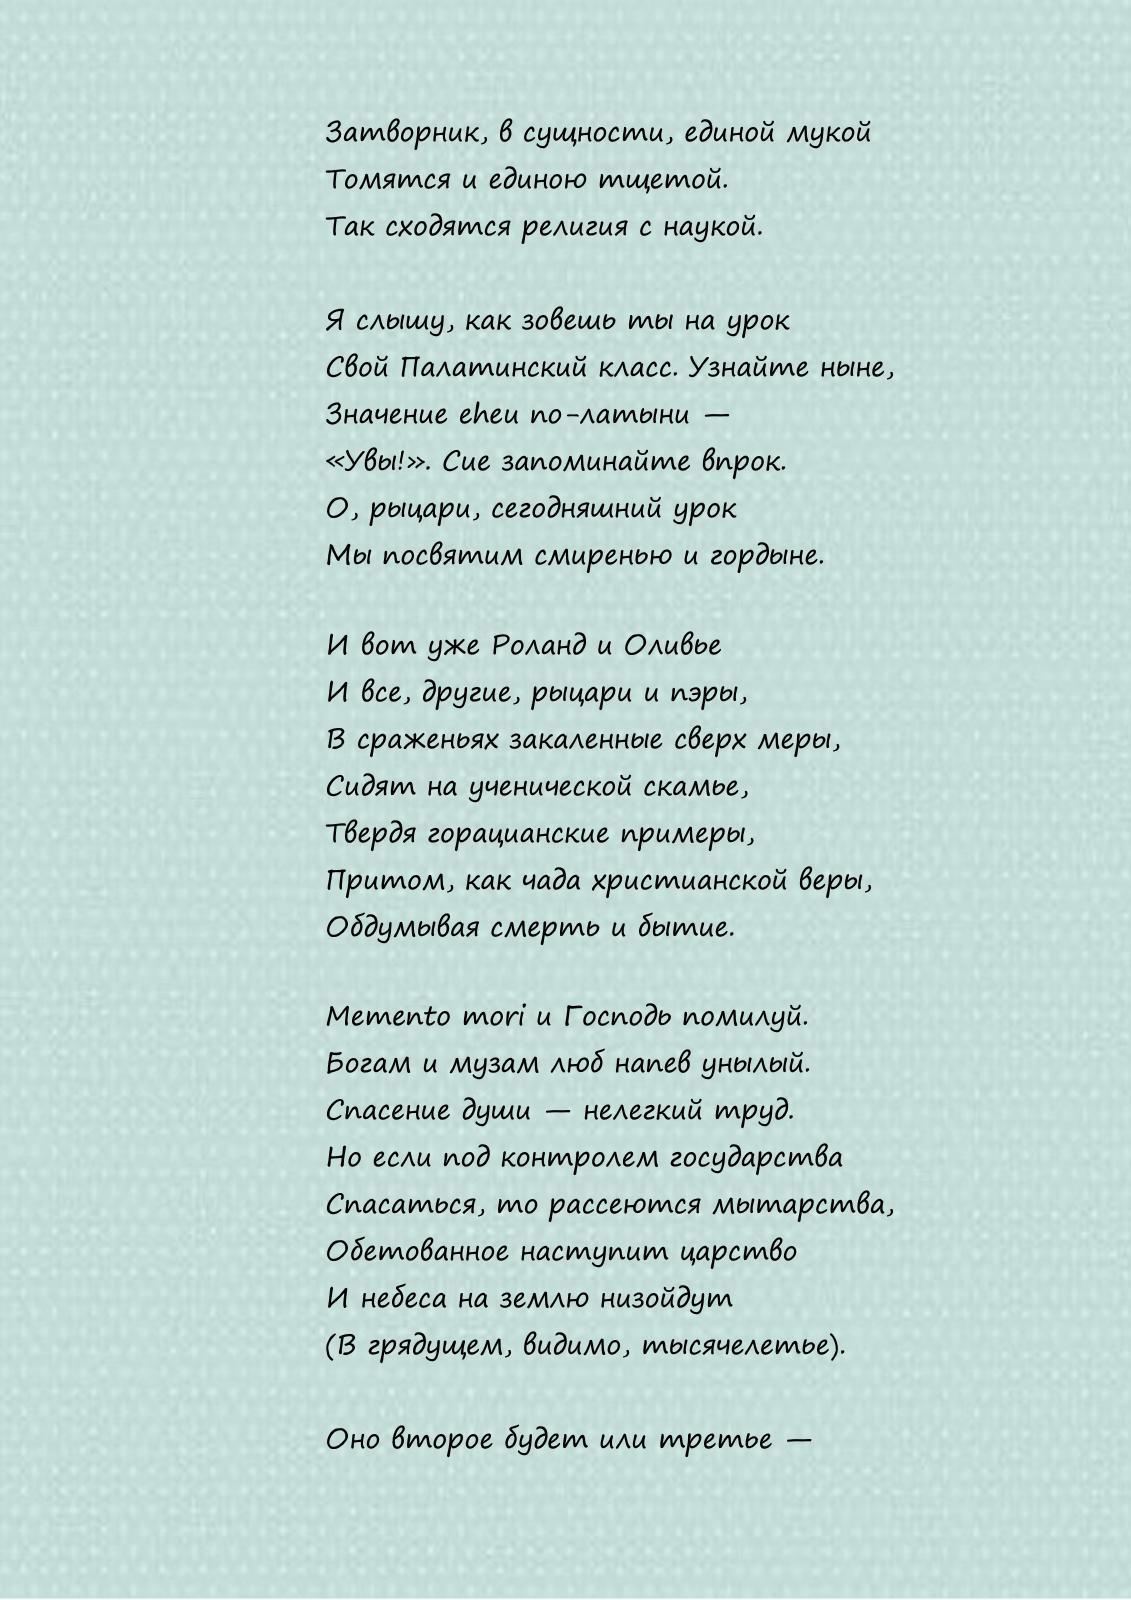 Затворник, в сущности, единой мукой
Томятся и единою тщетой.
Так сходятся религия с наукой.
Я слышу, как зовешь ты на урок
Свой Палатинский класс. Узнайте ныне,
Значение eheu по-латыни —
«Увы!». Сие запоминайте впрок.
О, рыцари, сегодняшний урок
Мы посвятим смиренью и гордыне.
И вот уже Роланд и Оливье
И все, другие, рыцари и пэры,
В сраженьях закаленные сверх меры,
Сидят на ученической скамье,
Твердя горацианские примеры,
Притом, как чада христианской веры,
Обдумывая смерть и бытие.
Memento mori и Господь помилуй.
Богам и музам люб напев унылый.
Спасение души — нелегкий труд.
Но если под контролем государства
Спасаться, то рассеются мытарства,
Обетованное наступит царство
И небеса на землю низойдут
(В грядущем, видимо, тысячелетье).
Оно второе будет или третье —